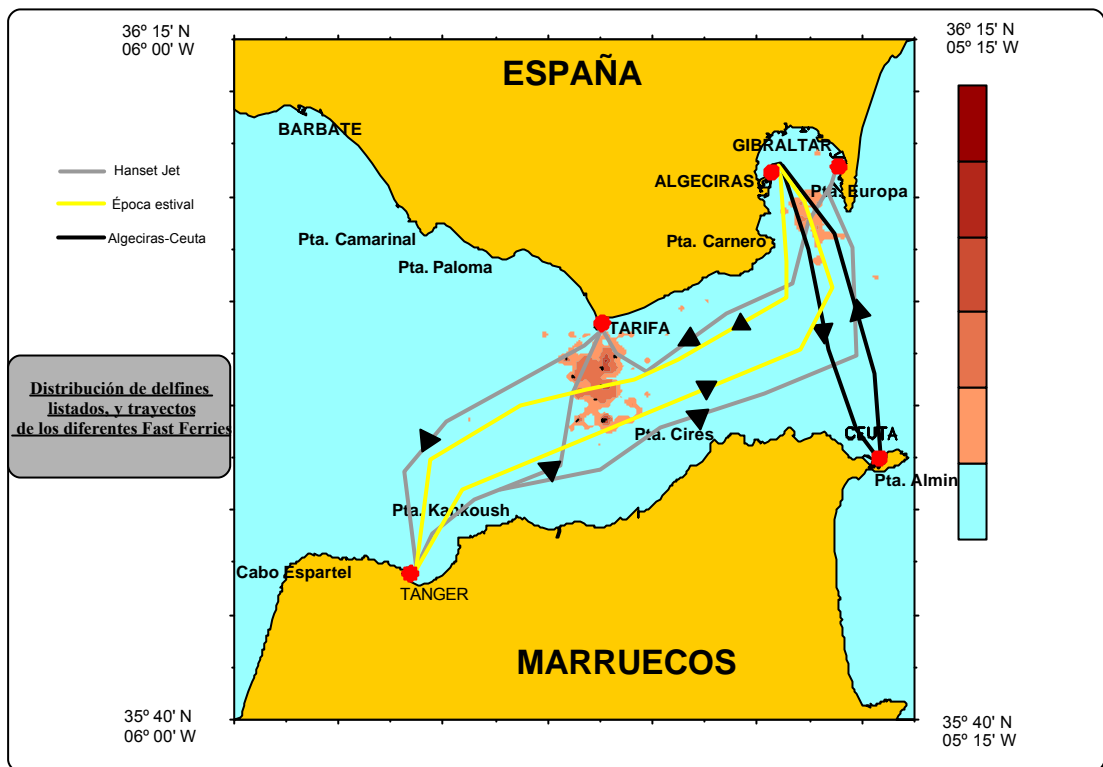 36º 15' N
06º 00' W
36º 15' N
05º 15' W
ESPAÑA
BARBATE
GIBRALTAR
Hanset Jet
ALGECIRAS
Pta. Europa
Época estival
Algeciras-Ceuta
Pta. Camarinal
Pta. Carnero
Pta. Paloma
TARIFA
Distribución de delfines
listados, y trayectos
de los diferentes Fast Ferries
Pta. Cires
CEUTA
Pta. Almin
Pta. Kankoush
Cabo Espartel
TANGER
MARRUECOS
35º 40' N
06º 00' W
35º 40' N
05º 15' W